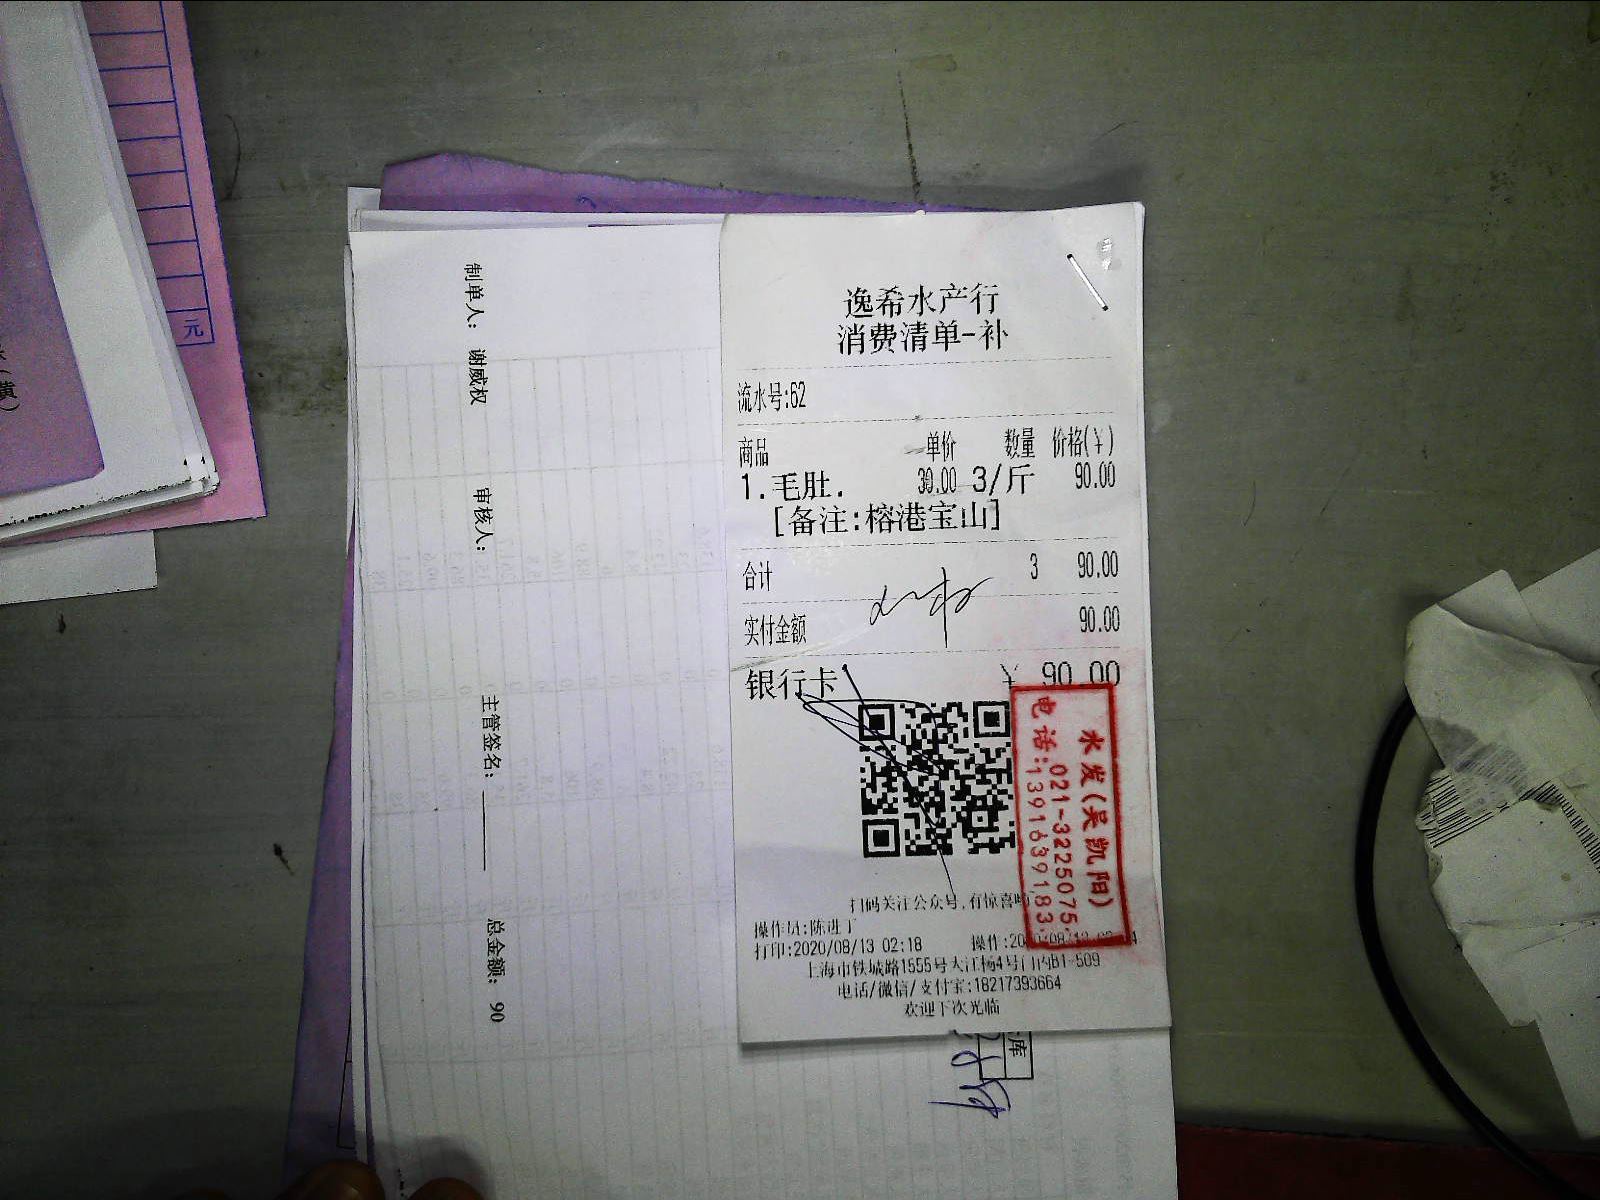 逸希水产行
消费清单-补
流水号:62
商品 单价 数量 价格(¥)
1.毛肚. 30.00 3/斤 90.00
[备注:榕港宝山]
合计 3 90.00
实付金额 90.00
银行卡 ¥ 90.00
水发(吴凯阳)
电话:021-3225075
13916391183
扫码关注公众号,有惊喜
操作员:陈进丁
打印:2020/08/13 02:18 操作:
上海市铁城路1555号大江杨4号门内B1-509
电话/微信/支付宝:18217393664
欢迎下次光临
制单人: 谢威权 审核人: 主管签名: 总金额: 90
库
元
黄)